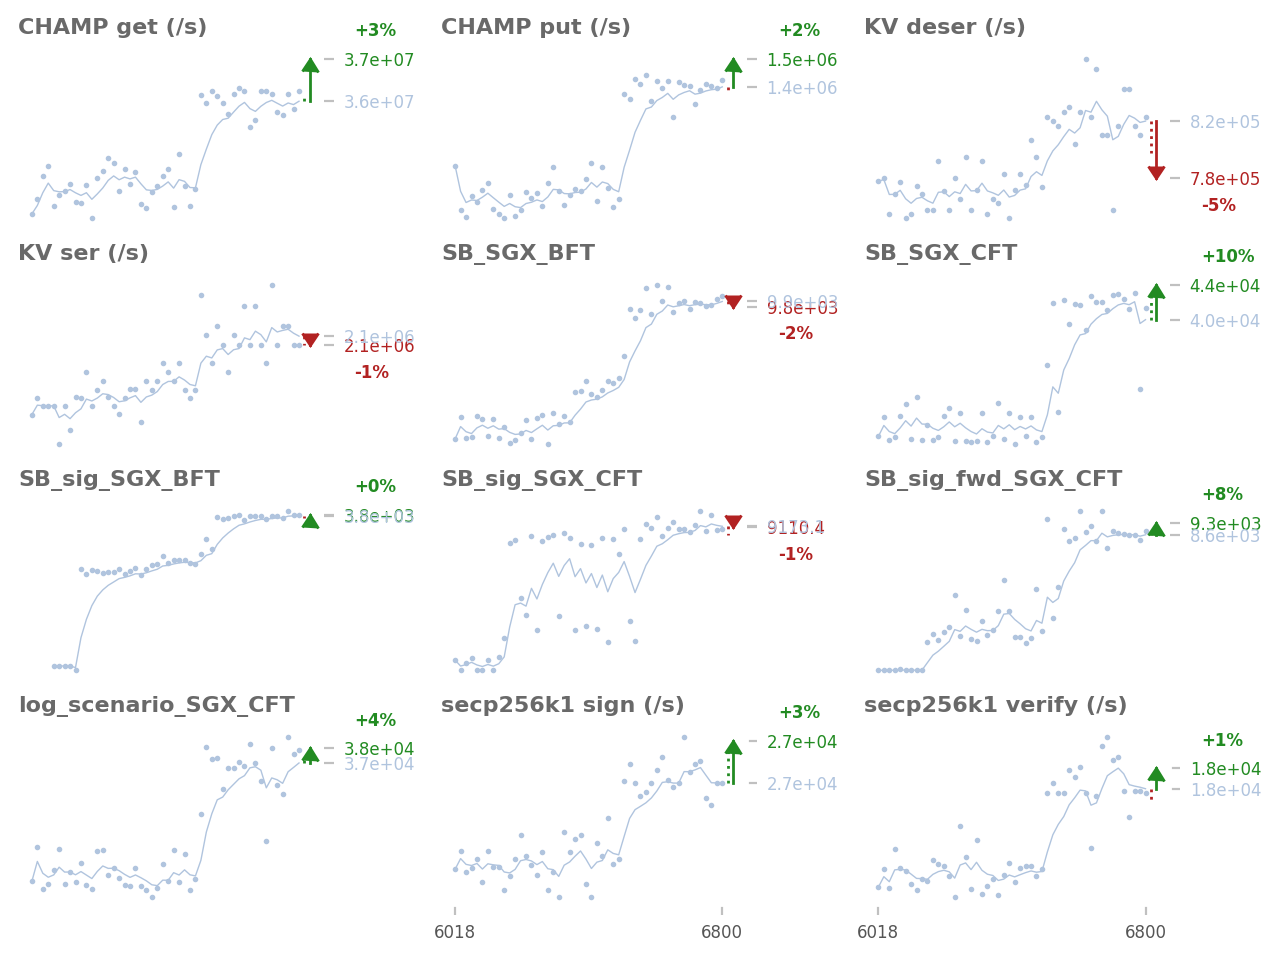 CHAMP get (/s)
+3%
3.7e+07
3.6e+07
CHAMP put (/s)
+2%
1.5e+06
1.4e+06
KV deser (/s)
8.2e+05
7.8e+05
-5%
KV ser (/s)
2.1e+06
2.1e+06
-1%
SB_SGX_BFT
9.8e+03
-2%
SB_SGX_CFT
+10%
4.4e+04
4.0e+04
SB_sig_SGX_BFT
+0%
3.8e+03
SB_sig_SGX_CFT
9110.4
-1%
SB_sig_fwd_SGX_CFT
+8%
9.3e+03
8.6e+03
log_scenario_SGX_CFT
+4%
3.8e+04
3.7e+04
secp256k1 sign (/s)
+3%
2.7e+04
2.7e+04
6018
6800
secp256k1 verify (/s)
+1%
1.8e+04
1.8e+04
6018
6800